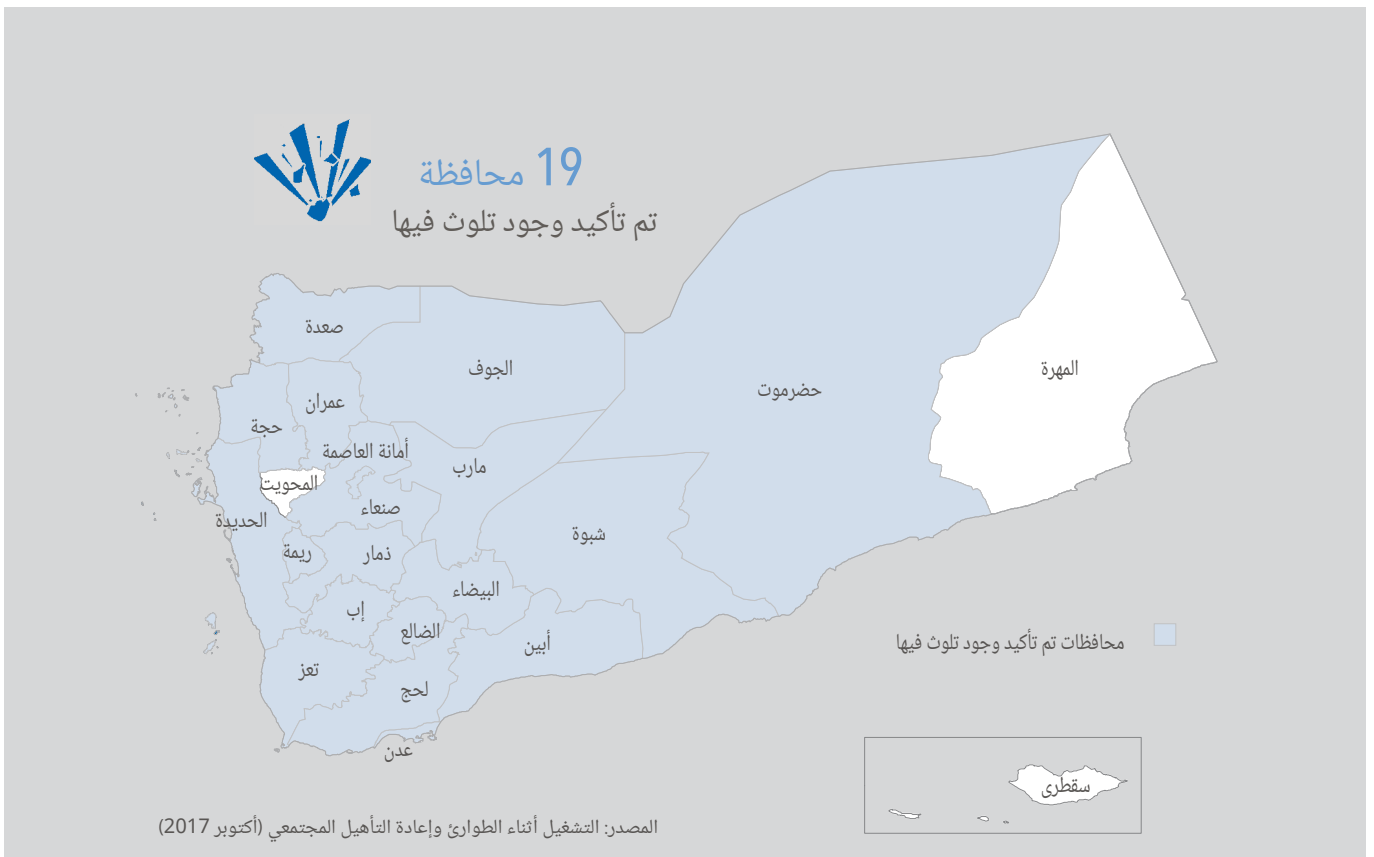 19 محافظة
تم تأكيد وجود تلوث فيها
صعدة
الجوف
المهرة
حضرموت
عمران
حجة
أمانة العاصمة
مارب
المحويت
صنعاء
الحديدة
شبوة
ريمة
ذمار
البيضاء
إب
الضالع
أبين
محافظات تم تأكيد وجود تلوث فيها
تعز
لحج
عدن
سقطرى
المصدر: التشغيل أثناء الطوارئ وإعادة التأهيل المجتمعي (أكتوبر 2017)